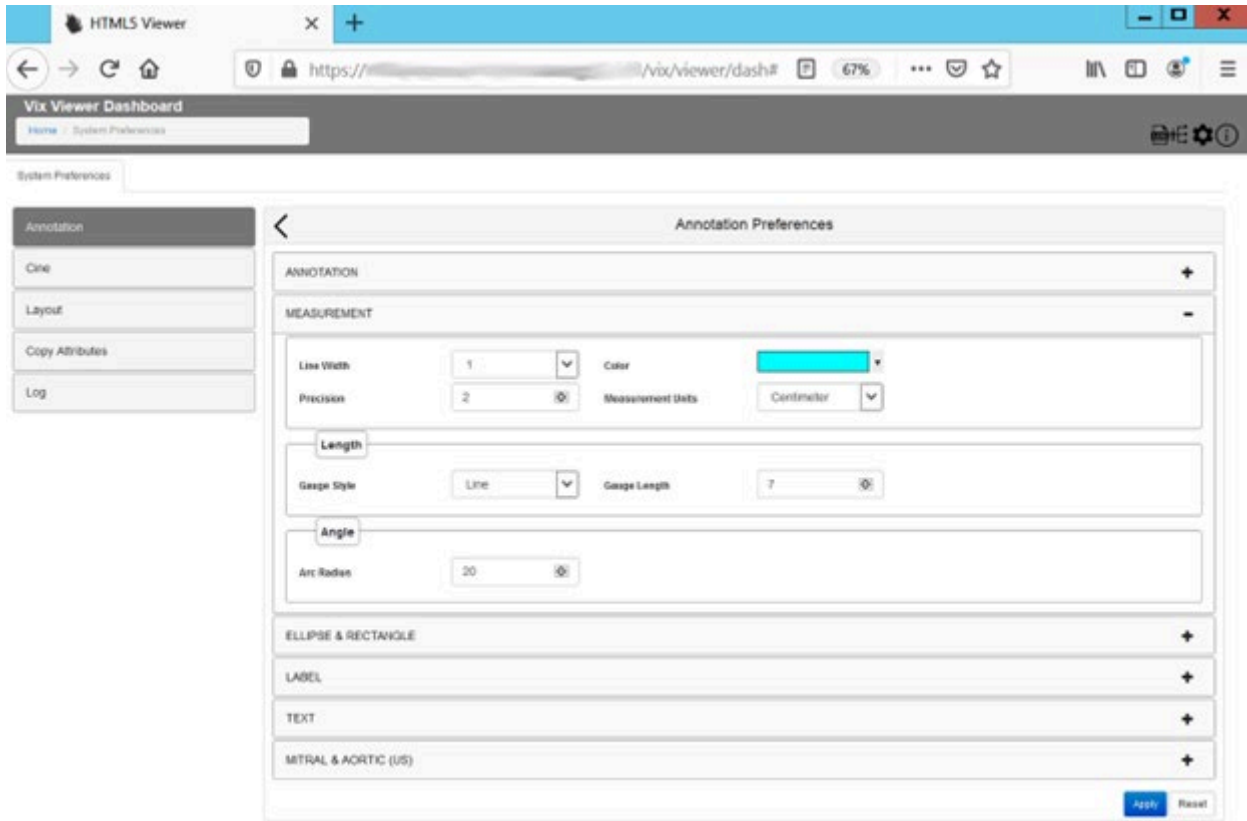 HTML5 Viewer
https://
/vix/viewer/dash#
67%
Vix Viewer Dashboard
Home / System Preferences
System Preferences
Annotation
Cine
Layout
Copy Attributes
Log
Annotation Preferences
ANNOTATION
MEASUREMENT
Line Width 1 Color
Precision 2 Measurement Units Centimeter
Length
Gauge Style Line Gauge Length 7
Angle
Arc Radius 20
ELLIPSE & RECTANGLE
LABEL
TEXT
MITRAL & AORTIC (US)
Apply Reset